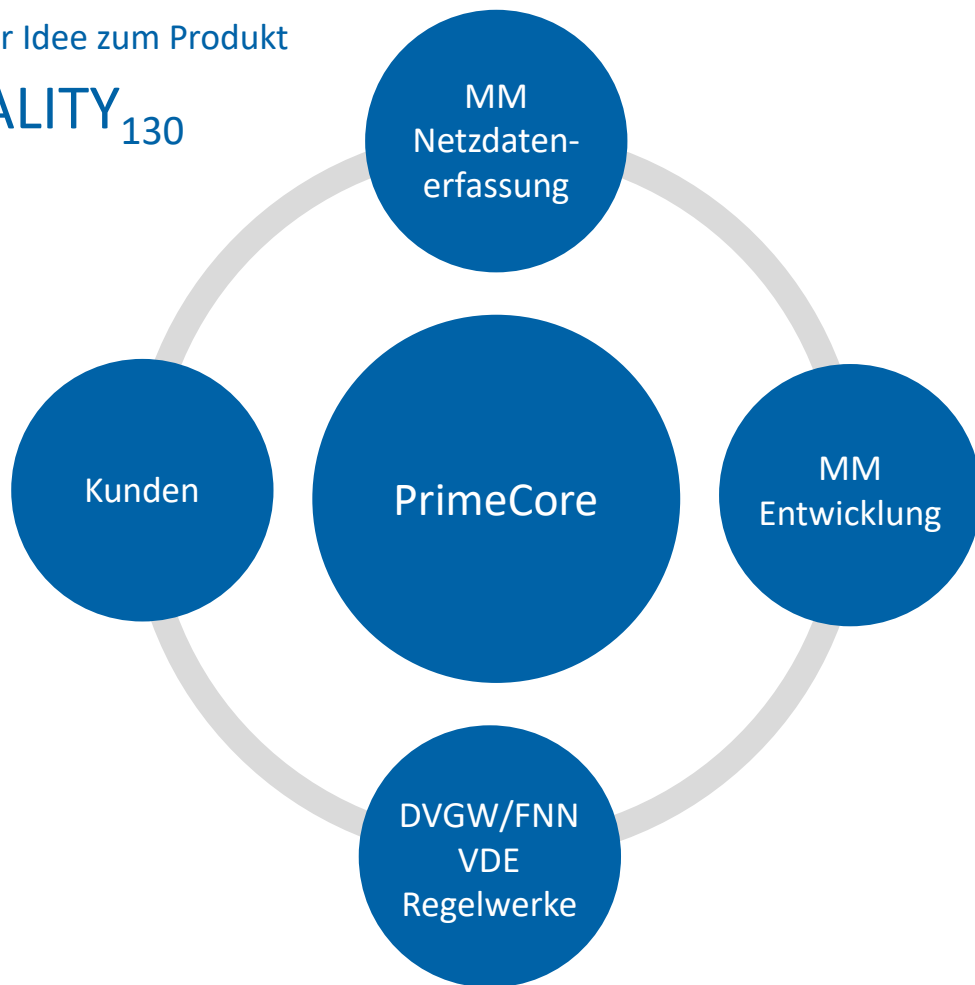 r Idee zum Produkt
ALITY130
MM
Netzdaten-
erfassung
Kunden
PrimeCore
MM
Entwicklung
DVGW/FNN
VDE
Regelwerke